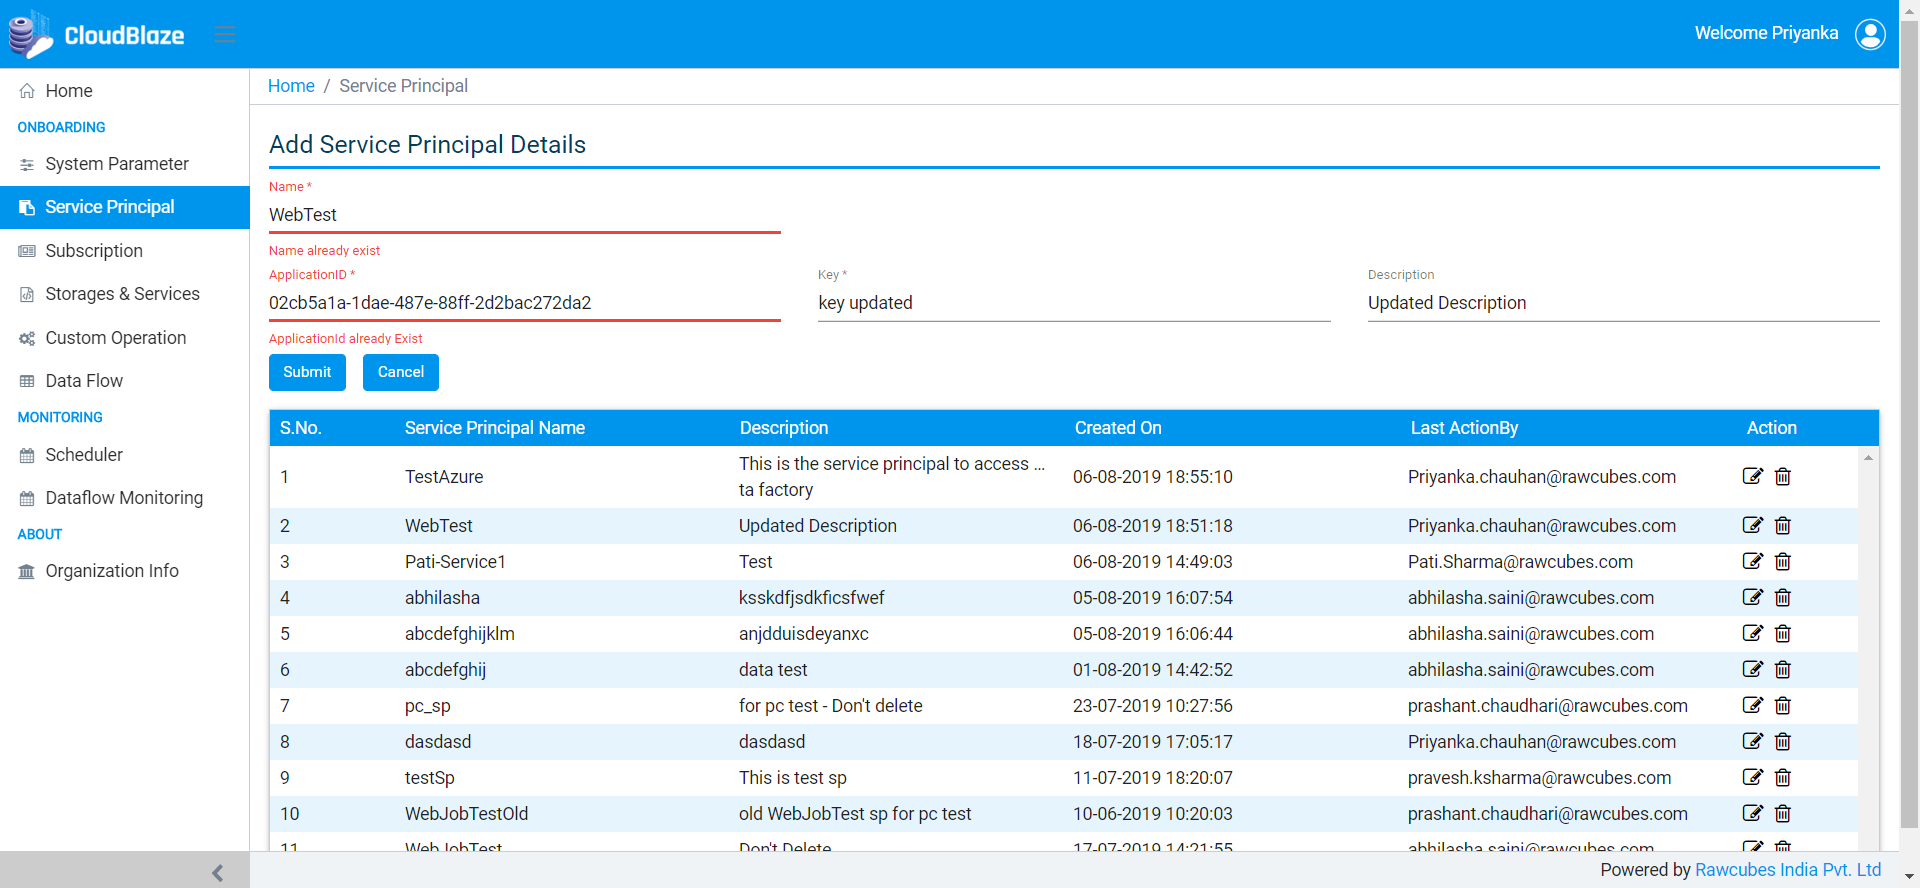 CloudBlaze
Welcome Priyanka
Home
ONBOARDING
System Parameter
Service Principal
Subscription
Storages & Services
Custom Operation
Data Flow
MONITORING
Scheduler
Dataflow Monitoring
ABOUT
Organization Info
Home / Service Principal
Add Service Principal Details
Name *
WebTest
Name already exist
ApplicationID * Key * Description
02cb5a1a-1dae-487e-88ff-2d2bac272da2 key updated Updated Description
ApplicationId already Exist
Submit Cancel
S.No. Service Principal Name Description Created On Last ActionBy Action
1 TestAzure This is the service principal to access ... 06-08-2019 18:55:10 Priyanka.chauhan@rawcubes.com
ta factory
2 WebTest Updated Description 06-08-2019 18:51:18 Priyanka.chauhan@rawcubes.com
3 Pati-Service1 Test 06-08-2019 14:49:03 Pati.Sharma@rawcubes.com
4 abhilasha ksskdfjsdkficsfwef 05-08-2019 16:07:54 abhilasha.saini@rawcubes.com
5 abcdefghijklm anjdduisdeyanxc 05-08-2019 16:06:44 abhilasha.saini@rawcubes.com
6 abcdefghij data test 01-08-2019 14:42:52 abhilasha.saini@rawcubes.com
7 pc_sp for pc test - Don't delete 23-07-2019 10:27:56 prashant.chaudhari@rawcubes.com
8 dasdasd dasdasd 18-07-2019 17:05:17 Priyanka.chauhan@rawcubes.com
9 testSp This is test sp 11-07-2019 18:20:07 pravesh.ksharma@rawcubes.com
10 WebJobTestOld old WebJobTest sp for pc test 10-06-2019 10:20:03 prashant.chaudhari@rawcubes.com
11 WebJobTest Don't Delete 17-07-2019 14:21:55 abhilasha.saini@rawcubes.com
Powered by Rawcubes India Pvt. Ltd